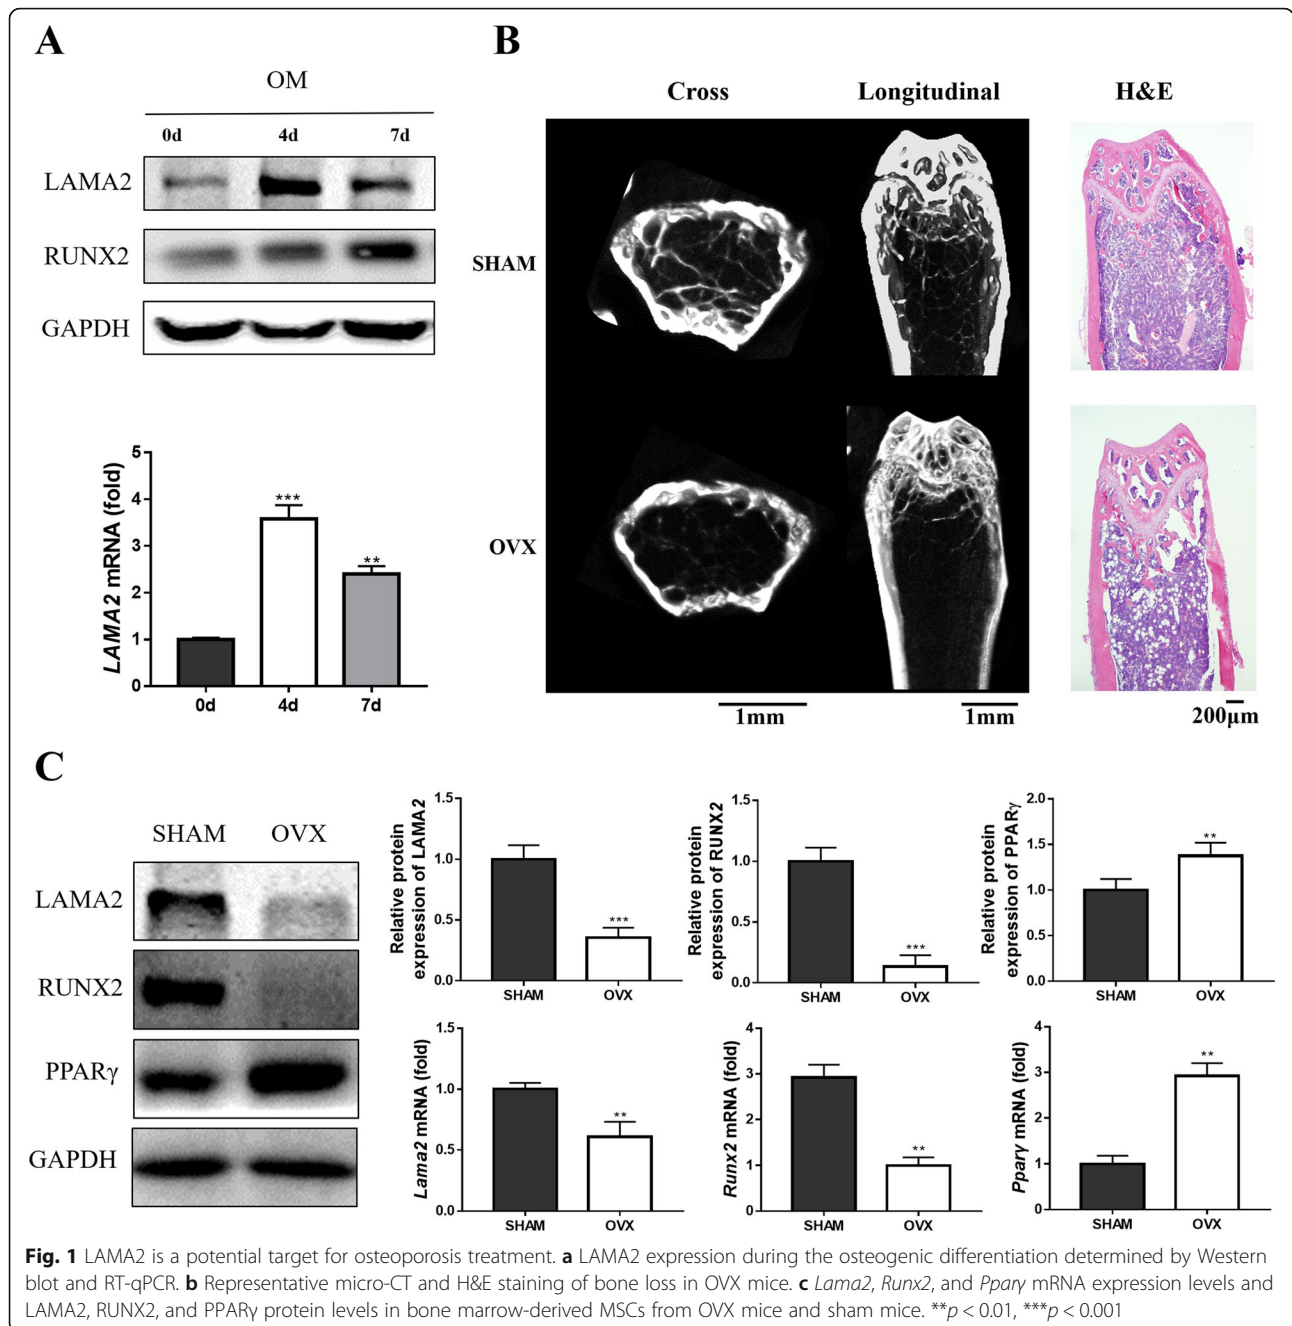 A
OM
0d 4d 7d
LAMA2
RUNX2
GAPDH
LAMA2 mRNA (fold)
5
4
3
2
1
0
***
**
0d 4d 7d
B
Cross Longitudinal H&E
SHAM
OVX
1mm 1mm 200μm
C
SHAM OVX
LAMA2
RUNX2
PPARγ
GAPDH
Relative protein
expression of LAMA2
1.5
1.0
0.5
0.0
***
SHAM OVX
Relative protein
expression of RUNX2
1.5
1.0
0.5
0.0
***
SHAM OVX
Relative protein
expression of PPARγ
2.0
1.5
1.0
0.5
0.0
**
SHAM OVX
Lama2 mRNA (fold)
1.5
1.0
0.5
0.0
**
SHAM OVX
Runx2 mRNA (fold)
4
3
2
1
0
**
SHAM OVX
Pparγ mRNA (fold)
4
3
2
1
0
**
SHAM OVX
Fig. 1 LAMA2 is a potential target for osteoporosis treatment. a LAMA2 expression during the osteogenic differentiation determined by Western
blot and RT-qPCR. b Representative micro-CT and H&E staining of bone loss in OVX mice. c Lama2, Runx2, and Pparγ mRNA expression levels and
LAMA2, RUNX2, and PPARγ protein levels in bone marrow-derived MSCs from OVX mice and sham mice. **p < 0.01, ***p < 0.001